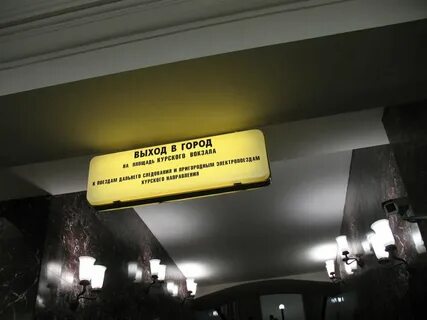 ВЫХОД В ГОРОД
НА ПЛОЩАДЬ КУРСКОГО ВОКЗАЛА
К ПОЕЗДАМ ДАЛЬНЕГО СЛЕДОВАНИЯ И ПРИГОРОДНЫМ ЭЛЕКТРОПОЕЗДАМ
КУРСКОГО НАПРАВЛЕНИЯ